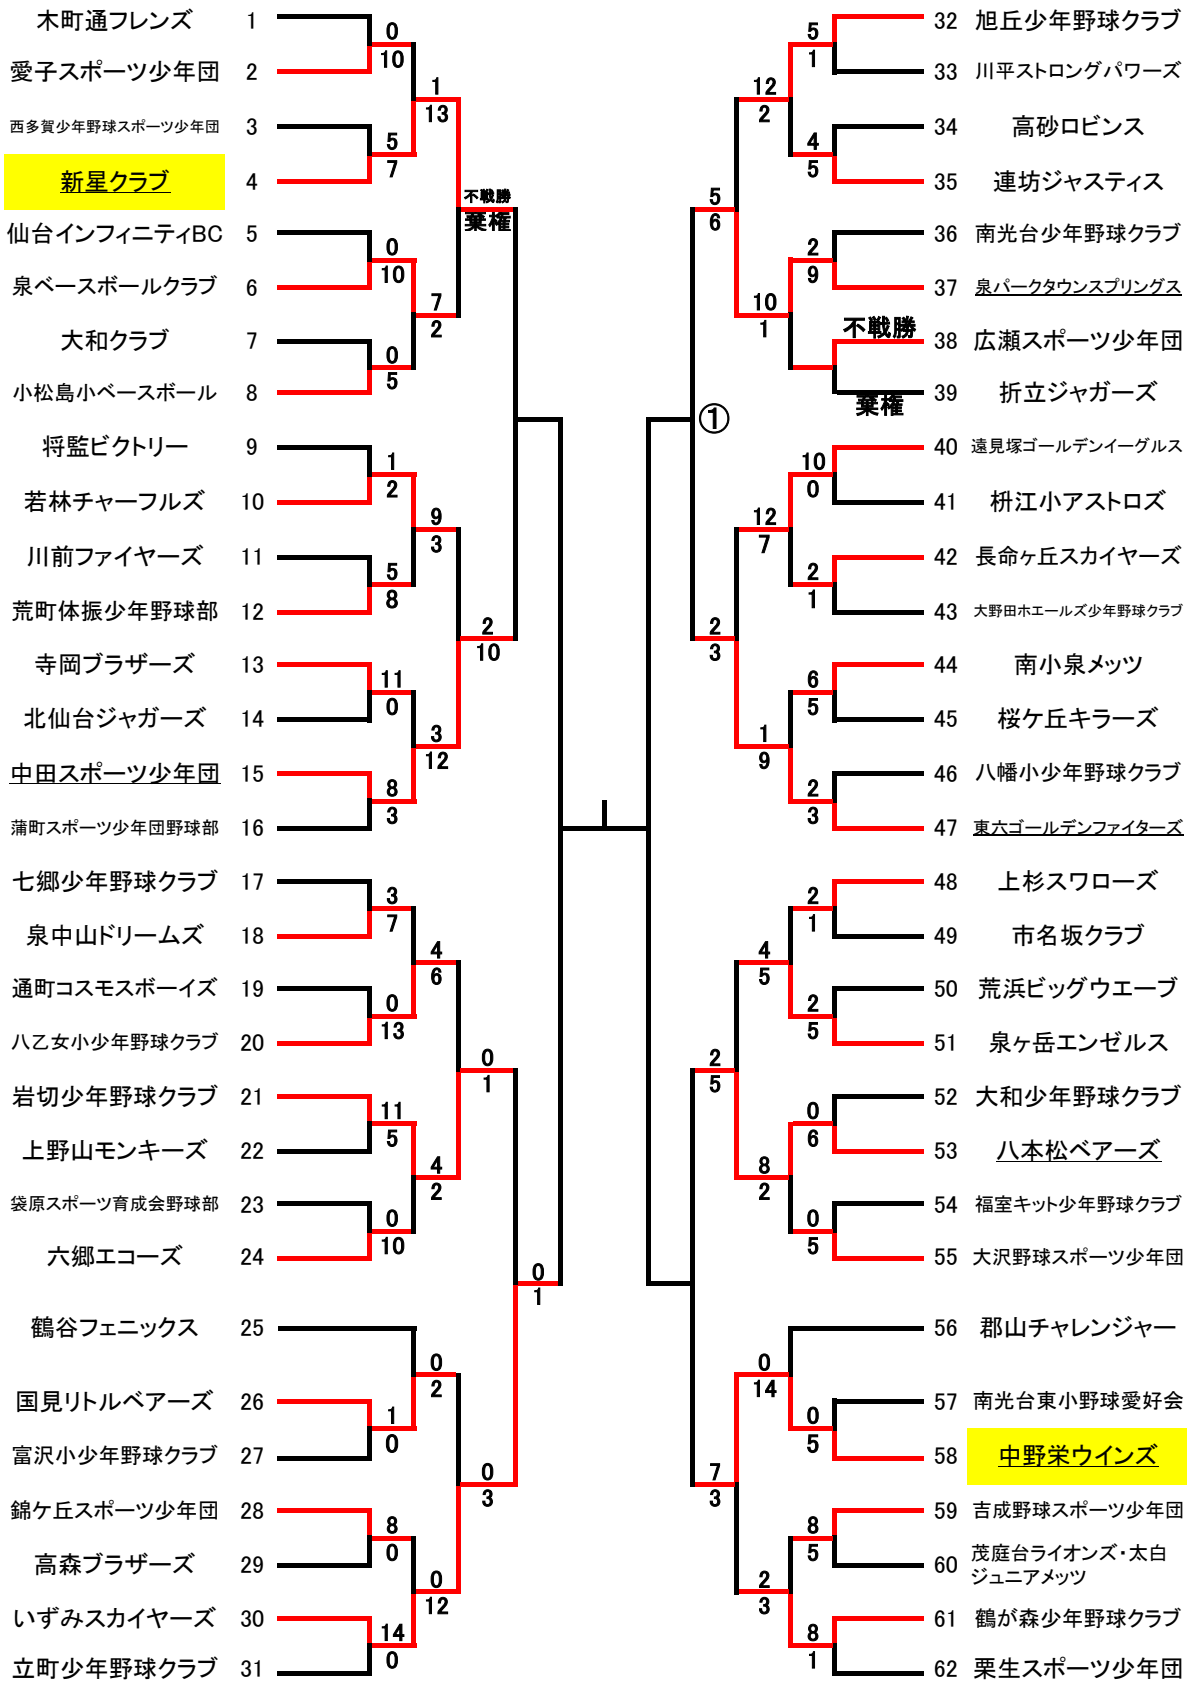 木町通フレンズ 1
愛子スポーツ少年団 2
西多賀少年野球スポーツ少年団 3
新星クラブ 4
仙台インフィニティBC 5
泉ベースボールクラブ 6
大和クラブ 7
小松島小ベースボール 8
将監ビクトリー 9
若林チャーフルズ 10
川前ファイヤーズ 11
荒町体振少年野球部 12
寺岡ブラザーズ 13
北仙台ジャガーズ 14
中田スポーツ少年団 15
蒲町スポーツ少年団野球部 16
七郷少年野球クラブ 17
泉中山ドリームズ 18
通町コスモスボーイズ 19
八乙女小少年野球クラブ 20
岩切少年野球クラブ 21
上野山モンキーズ 22
袋原スポーツ育成会野球部 23
六郷エコーズ 24
鶴谷フェニックス 25
国見リトルベアーズ 26
富沢小少年野球クラブ 27
錦ケ丘スポーツ少年団 28
高森ブラザーズ 29
いずみスカイヤーズ 30
立町少年野球クラブ 31
0
10
5
7
0
10
0
5
1
2
5
8
11
0
8
3
3
7
0
13
11
5
0
10
1
0
8
0
14
0
1
13
7
2
9
3
3
12
4
6
4
2
0
2
0
12
不戦勝
棄権
2
10
0
1
0
3
0
1
①
5
6
2
3
2
5
7
3
12
2
10
1
12
7
1
9
4
5
8
2
0
14
2
3
5
1
4
5
2
9
不戦勝
棄権
10
0
2
1
6
5
2
3
2
1
2
5
0
6
0
5
0
5
8
5
8
1
32 旭丘少年野球クラブ
33 川平ストロングパワーズ
34 高砂ロビンス
35 連坊ジャスティス
36 南光台少年野球クラブ
37 泉パークタウンスプリングス
38 広瀬スポーツ少年団
39 折立ジャガーズ
40 遠見塚ゴールデンイーグルス
41 枡江小アストロズ
42 長命ヶ丘スカイヤーズ
43 大野田ホエールズ少年野球クラブ
44 南小泉メッツ
45 桜ケ丘キラーズ
46 八幡小少年野球クラブ
47 東六ゴールデンファイターズ
48 上杉スワローズ
49 市名坂クラブ
50 荒浜ビッグウエーブ
51 泉ヶ岳エンゼルス
52 大和少年野球クラブ
53 八本松ベアーズ
54 福室キット少年野球クラブ
55 大沢野球スポーツ少年団
56 郡山チャレンジャー
57 南光台東小野球愛好会
58 中野栄ウインズ
59 吉成野球スポーツ少年団
60 茂庭台ライオンズ・太白
ジュニアメッツ
61 鶴が森少年野球クラブ
62 栗生スポーツ少年団